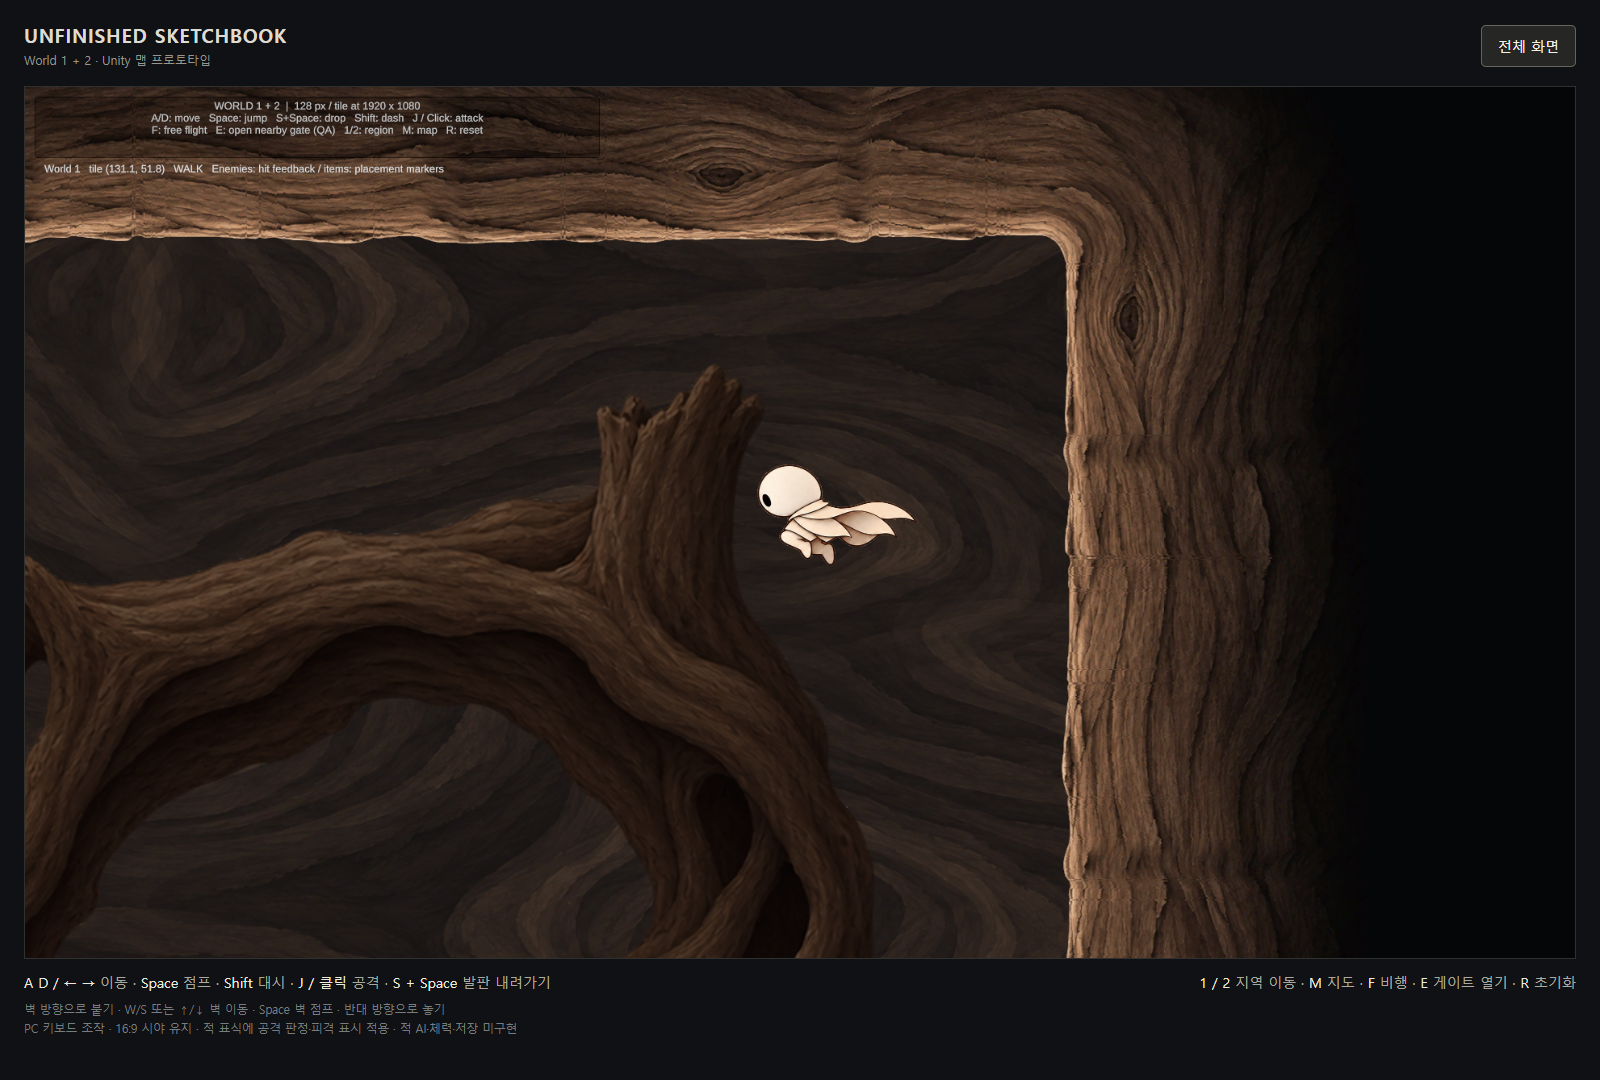 UNFINISHED SKETCHBOOK
World 1 + 2 · Unity 맵 프로토타입
전체 화면
WORLD 1 + 2 | 128 px / tile at 1920 x 1080
A/D: move Space: jump S+Space: drop Shift: dash J / Click: attack
F: free flight E: open nearby gate (QA) 1/2: region M: map R: reset
World 1 tile (131.1, 51.8) WALK Enemies: hit feedback / items: placement markers
A D / ← → 이동 · Space 점프 · Shift 대시 · J / 클릭 공격 · S + Space 발판 내려가기
1 / 2 지역 이동 · M 지도 · F 비행 · E 게이트 열기 · R 초기화
벽 방향으로 붙기 · W/S 또는 ↑/↓ 벽 이동 · Space 벽 점프 · 반대 방향으로 놓기
PC 키보드 조작 · 16:9 시야 유지 · 적 표식에 공격 판정·피격 표시 적용 · 적 AI·체력·저장 미구현